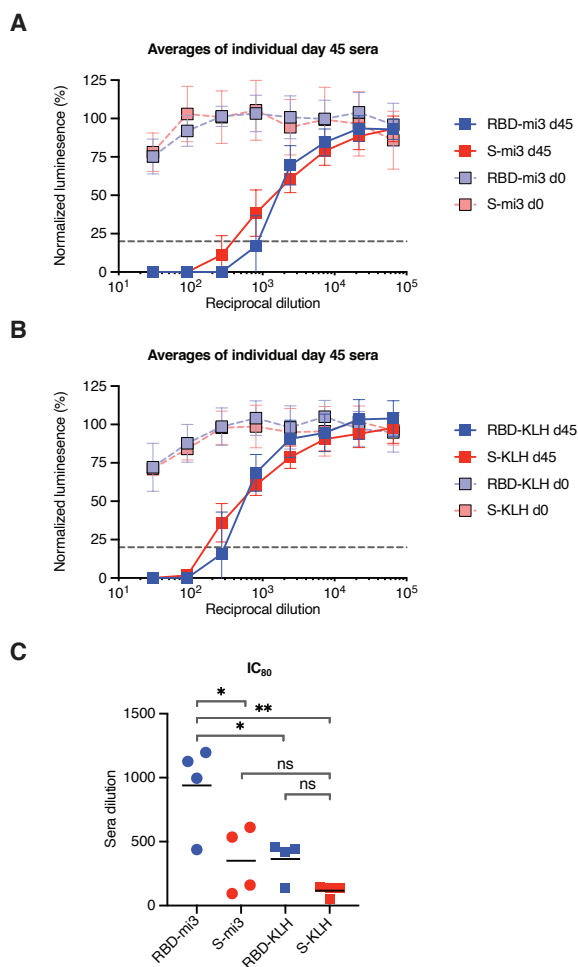 A
Averages of individual day 45 sera
Normalized luminesence (%)
125
100
75
50
25
0
10¹ 10² 10³ 10⁴ 10⁵
Reciprocal dilution
RBD-mi3 d45
S-mi3 d45
RBD-mi3 d0
S-mi3 d0
B
Averages of individual day 45 sera
Normalized luminesence (%)
125
100
75
50
25
0
10¹ 10² 10³ 10⁴ 10⁵
Reciprocal dilution
RBD-KLH d45
S-KLH d45
RBD-KLH d0
S-KLH d0
C
IC₈₀
Sera dilution
1500
1000
500
0
*
**
*
ns
ns
RBD-mi3 S-mi3 RBD-KLH S-KLH